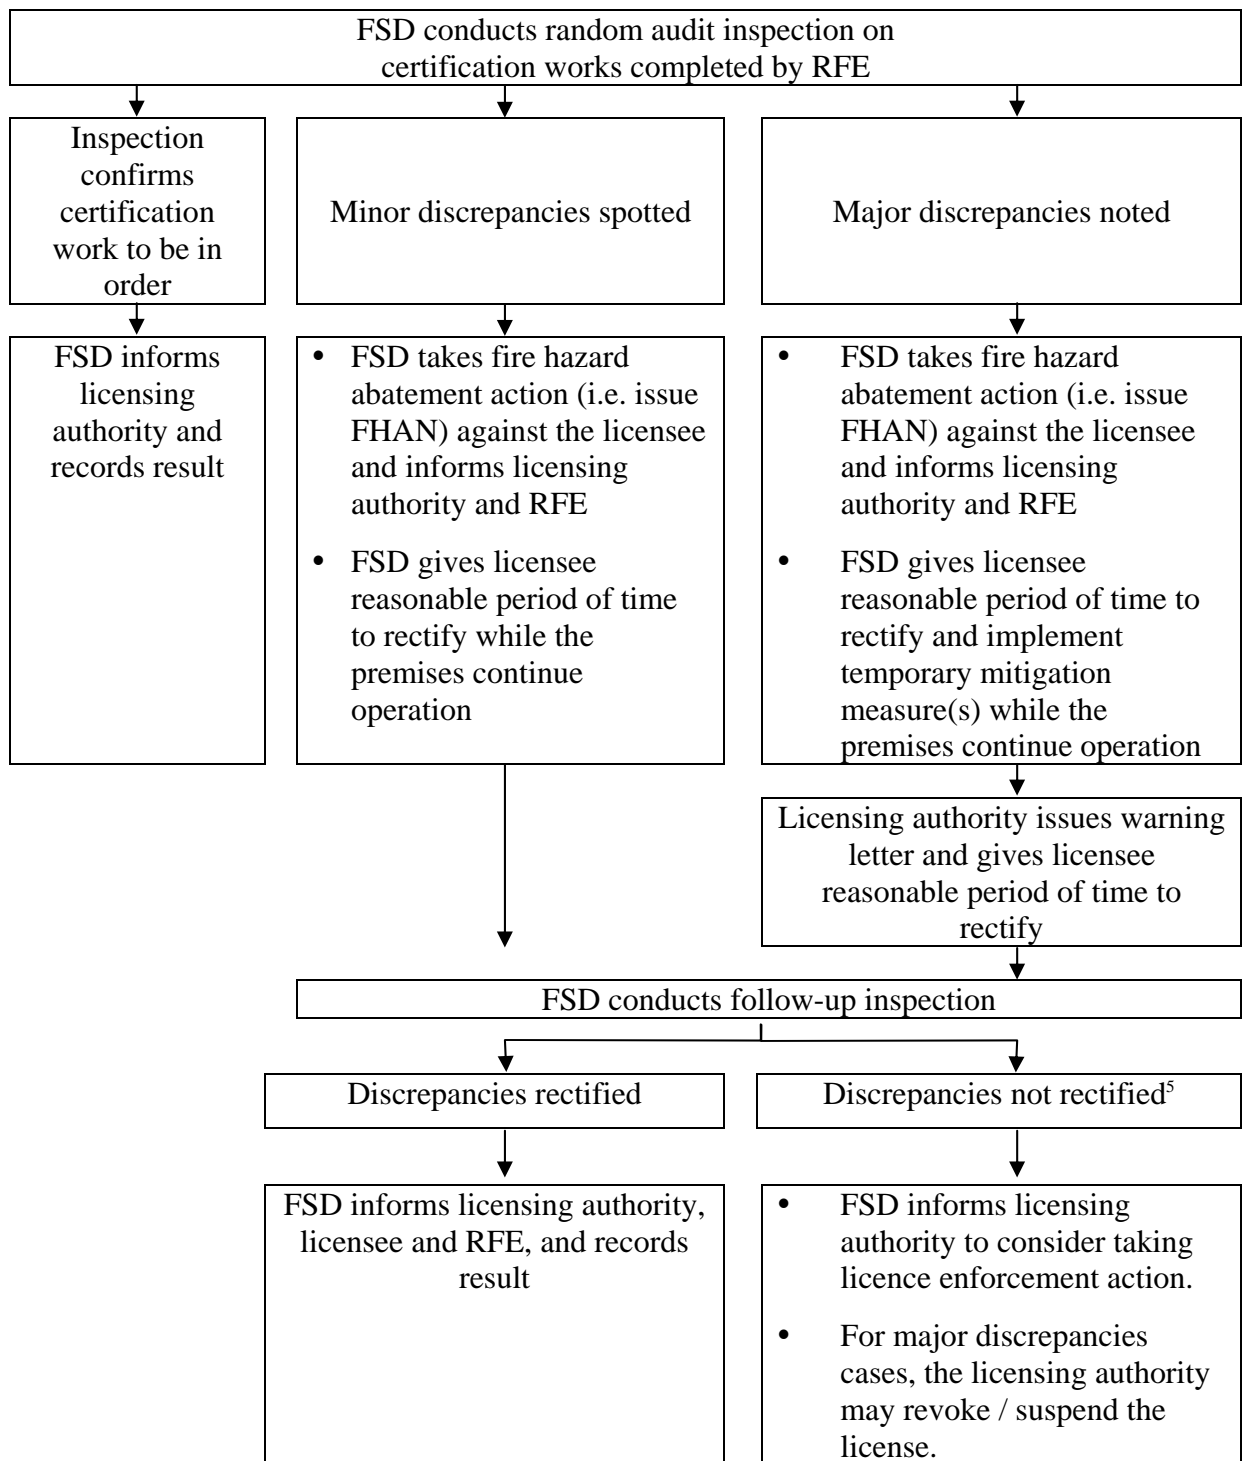 FSD conducts random audit inspection on
certification works completed by RFE
Inspection
confirms
certification
work to be in
order
Minor discrepancies spotted
Major discrepancies noted
FSD informs
licensing
authority and
records result
• FSD takes fire hazard
abatement action (i.e. issue
FHAN) against the licensee
and informs licensing
authority and RFE
• FSD gives licensee
reasonable period of time
to rectify while the
premises continue
operation
• FSD takes fire hazard
abatement action (i.e. issue
FHAN) against the licensee
and informs licensing
authority and RFE
• FSD gives licensee
reasonable period of time to
rectify and implement
temporary mitigation
measure(s) while the
premises continue operation
Licensing authority issues warning
letter and gives licensee
reasonable period of time to
rectify
FSD conducts follow-up inspection
Discrepancies rectified
Discrepancies not rectified⁵
FSD informs licensing authority,
licensee and RFE, and records
result
• FSD informs licensing
authority to consider taking
licence enforcement action.
• For major discrepancies
cases, the licensing authority
may revoke / suspend the
license.